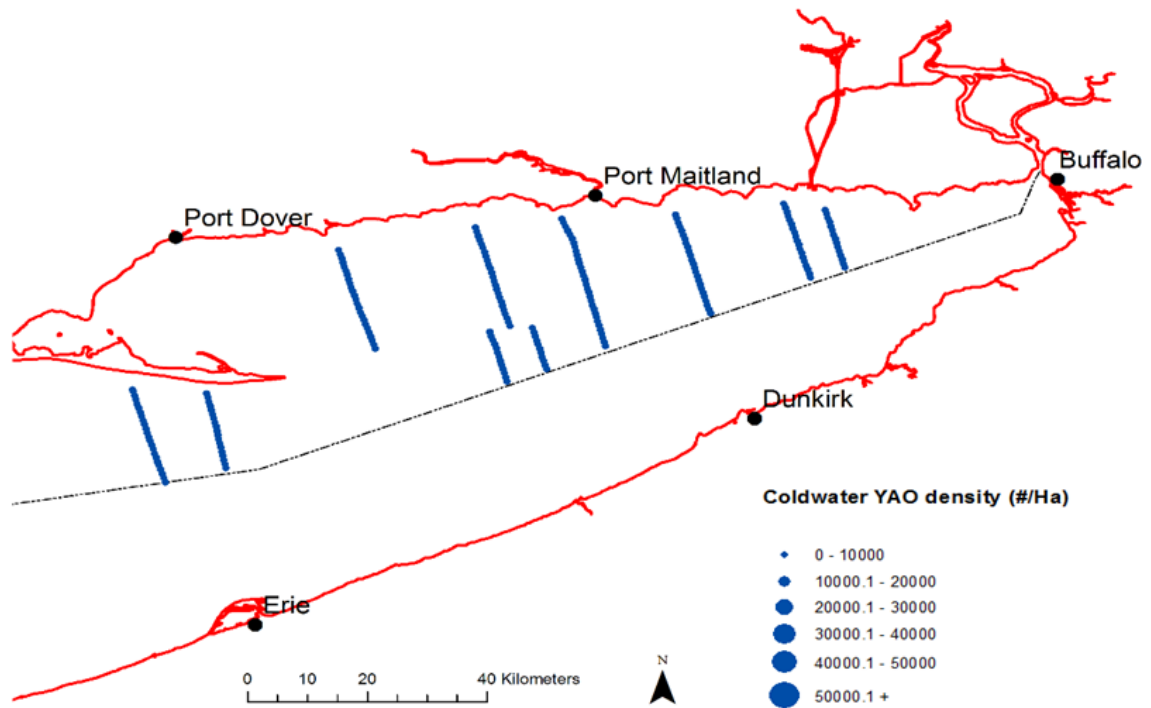 Buffalo
Port Maitland
Port Dover
Dunkirk
Coldwater YAO density (#/Ha)
0 - 10000
10000.1 - 20000
20000.1 - 30000
30000.1 - 40000
40000.1 - 50000
50000.1 +
Erie
0 10 20 40 Kilometers
N